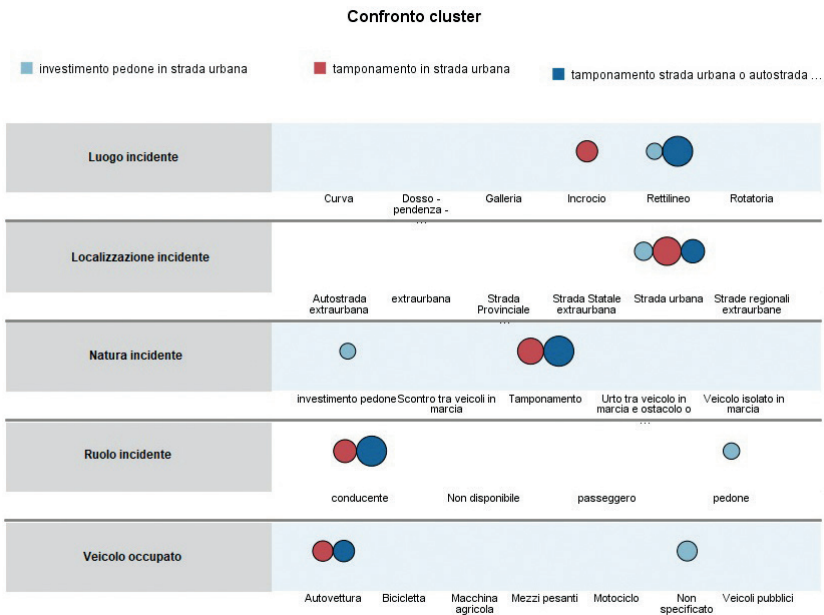 Confronto cluster
investimento pedone in strada urbana
tamponamento in strada urbana
tamponamento strada urbana o autostrada ...
Luogo incidente
Curva
Dosso -
pendenza -
...
Galleria
Incrocio
Rettilineo
Rotatoria
Localizzazione incidente
Autostrada
extraurbana
extraurbana
Strada
Provinciale
...
Strada Statale
extraurbana
Strada urbana
...
Strade regionali
extraurbane
Natura incidente
investimento pedone
Scontro tra veicoli in
marcia
Tamponamento
Urto tra veicolo in
marcia e ostacolo o
...
Veicolo isolato in
marcia
Ruolo incidente
conducente
Non disponibile
passeggero
pedone
Veicolo occupato
Autovettura
Bicicletta
Macchina
agricola
Mezzi pesanti
Motociclo
Non
specificato
Veicoli pubblici